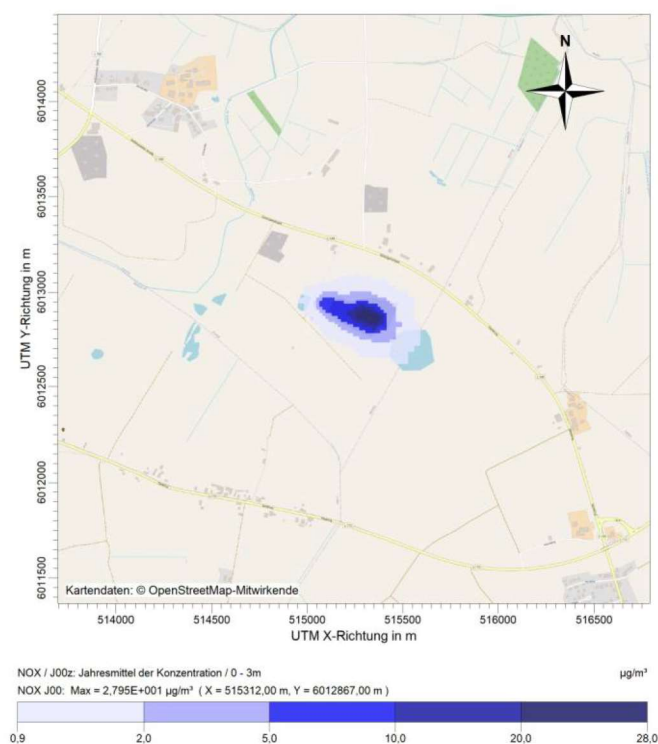 N
6014000
6013500
6013000
6012500
6012000
6011500
UTM Y-Richtung in m
Kartendaten: © OpenStreetMap-Mitwirkende
514000 514500 515000 515500 516000 516500
UTM X-Richtung in m
NOX / J00z: Jahresmittel der Konzentration / 0 - 3m µg/m³
NOX J00: Max = 2,795E+001 µg/m³ ( X = 515312,00 m, Y = 6012867,00 m )
0,9 2,0 5,0 10,0 20,0 28,0